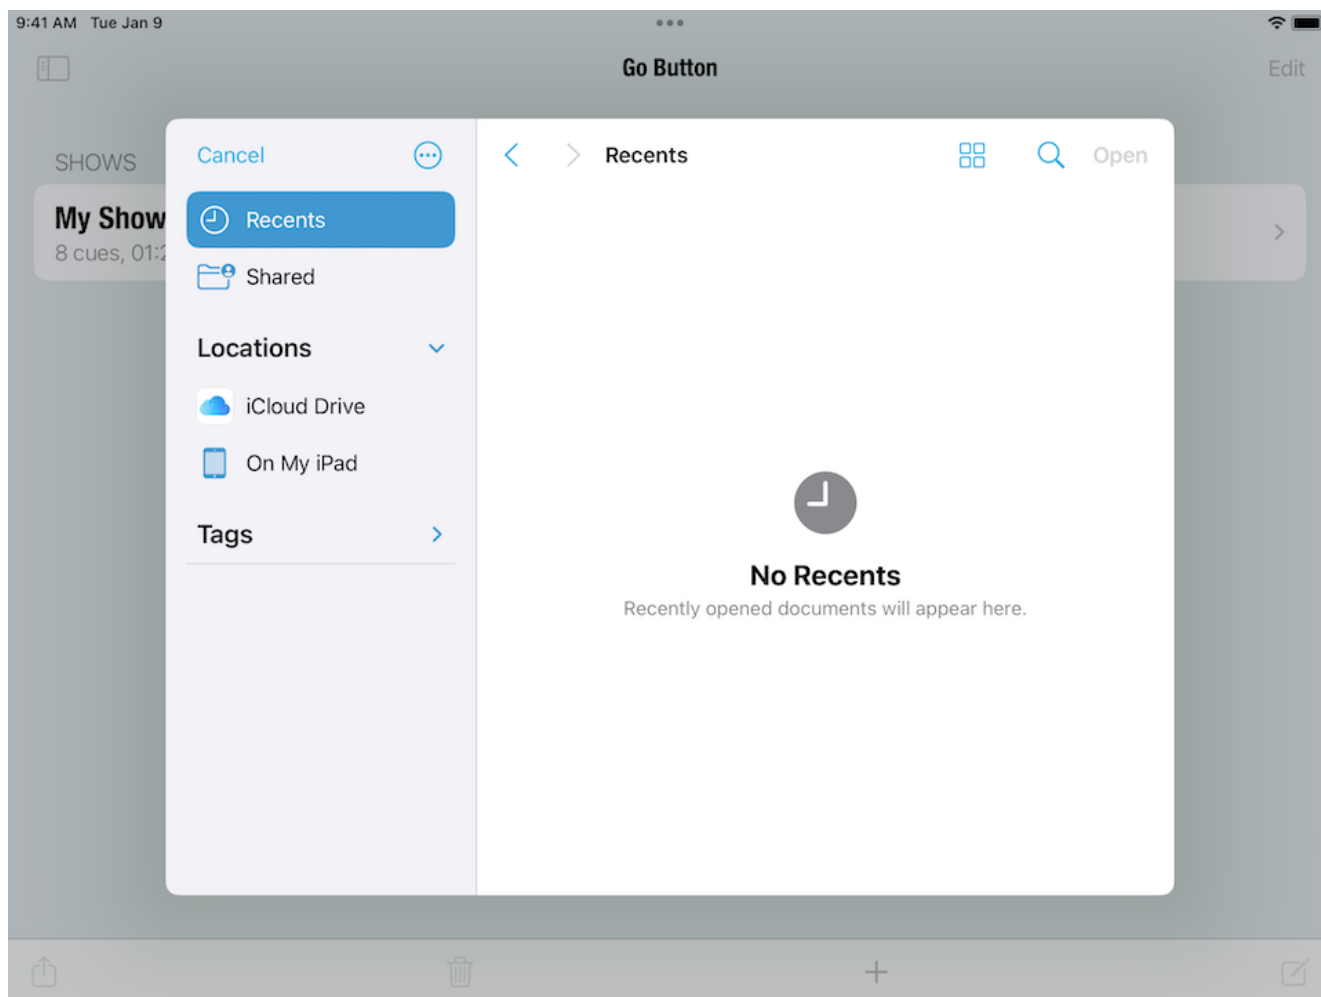 9:41 AM Tue Jan 9
Go Button
Edit
SHOWS
My Show
8 cues, 01:
Cancel
Recents
Shared
Locations
iCloud Drive
On My iPad
Tags
Recents
Open
No Recents
Recently opened documents will appear here.